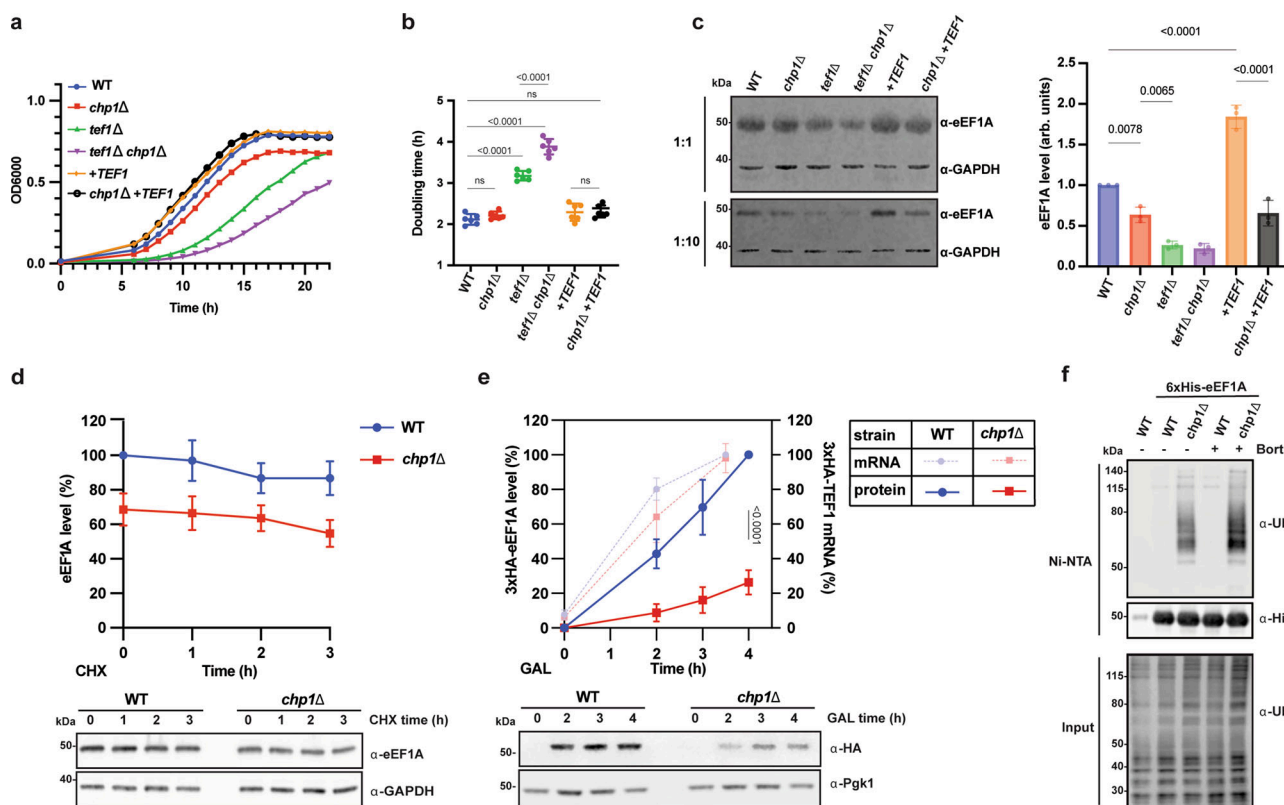 a
WT
chp1Δ
tef1Δ
tef1Δ chp1Δ
+TEF1
chp1Δ +TEF1
1.0
0.5
0.0
OD6000
0 5 10 15 20
Time (h)
b
<0.0001
ns
<0.0001
<0.0001
ns
ns
6
5
4
3
2
1
Doubling time (h)
WT
chp1Δ
tef1Δ
tef1Δ chp1Δ
+TEF1
chp1Δ +TEF1
c
kDa
WT
chp1Δ
tef1Δ
tef1Δ chp1Δ
+TEF1
chp1Δ +TEF1
1:1
50
40
α-eEF1A
α-GAPDH
1:10
50
40
α-eEF1A
α-GAPDH
<0.0001
<0.0001
0.0065
0.0078
2.5
2.0
1.5
1.0
0.5
0.0
eEF1A level (arb. units)
WT
chp1Δ
tef1Δ
tef1Δ chp1Δ
+TEF1
chp1Δ +TEF1
d
120
100
80
60
40
20
0
eEF1A level (%)
WT
chp1Δ
0 1 2 3
CHX
Time (h)
WT chp1Δ
kDa
0 1 2 3 0 1 2 3 CHX time (h)
50
α-eEF1A
40
α-GAPDH
e
120
100
80
60
40
20
0
3xHA-eEF1A level (%)
120
100
80
60
40
20
0
3xHA-TEF1 mRNA (%)
<0.0001
0 2 3 4
GAL
Time (h)
strain WT chp1Δ
mRNA
protein
WT chp1Δ
kDa
0 2 3 4 0 2 3 4 GAL time (h)
50
α-HA
50
α-Pgk1
f
6xHis-eEF1A
WT
WT
chp1Δ
WT
chp1Δ
kDa
- - - + + Bort
140
115
80
50
Ni-NTA
α-UI
50
α-Hi
115
80
50
40
30
Input
α-UI